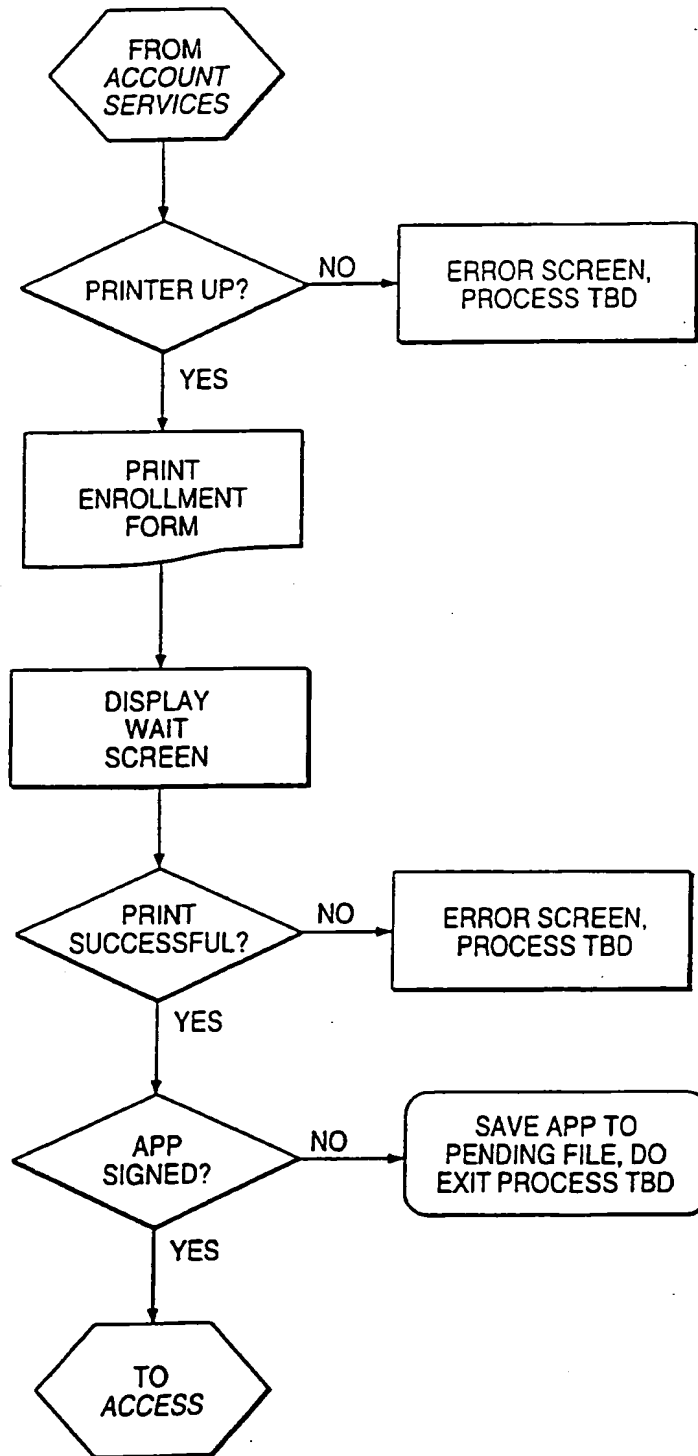 FROM
ACCOUNT
SERVICES
PRINTER UP?
NO
ERROR SCREEN,
PROCESS TBD
YES
PRINT
ENROLLMENT
FORM
DISPLAY
WAIT
SCREEN
PRINT
SUCCESSFUL?
NO
ERROR SCREEN,
PROCESS TBD
YES
APP
SIGNED?
NO
SAVE APP TO
PENDING FILE, DO
EXIT PROCESS TBD
YES
TO
ACCESS